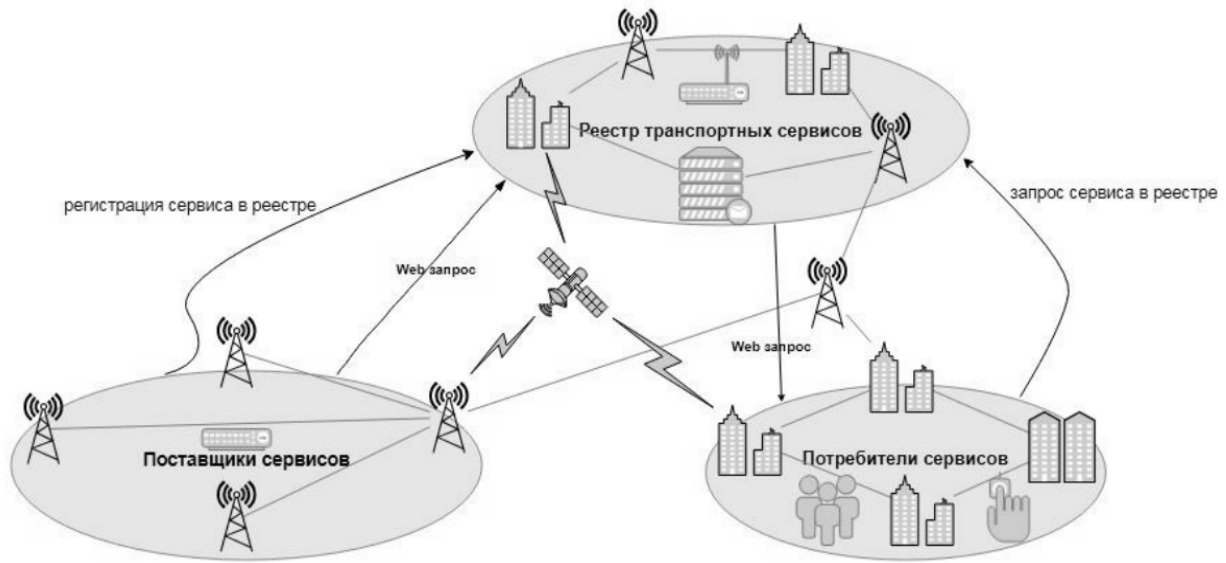 Реестр транспортных сервисов
регистрация сервиса в реестре
запрос сервиса в реестре
Web запрос
Web запрос
Поставщики сервисов
Потребители сервисов